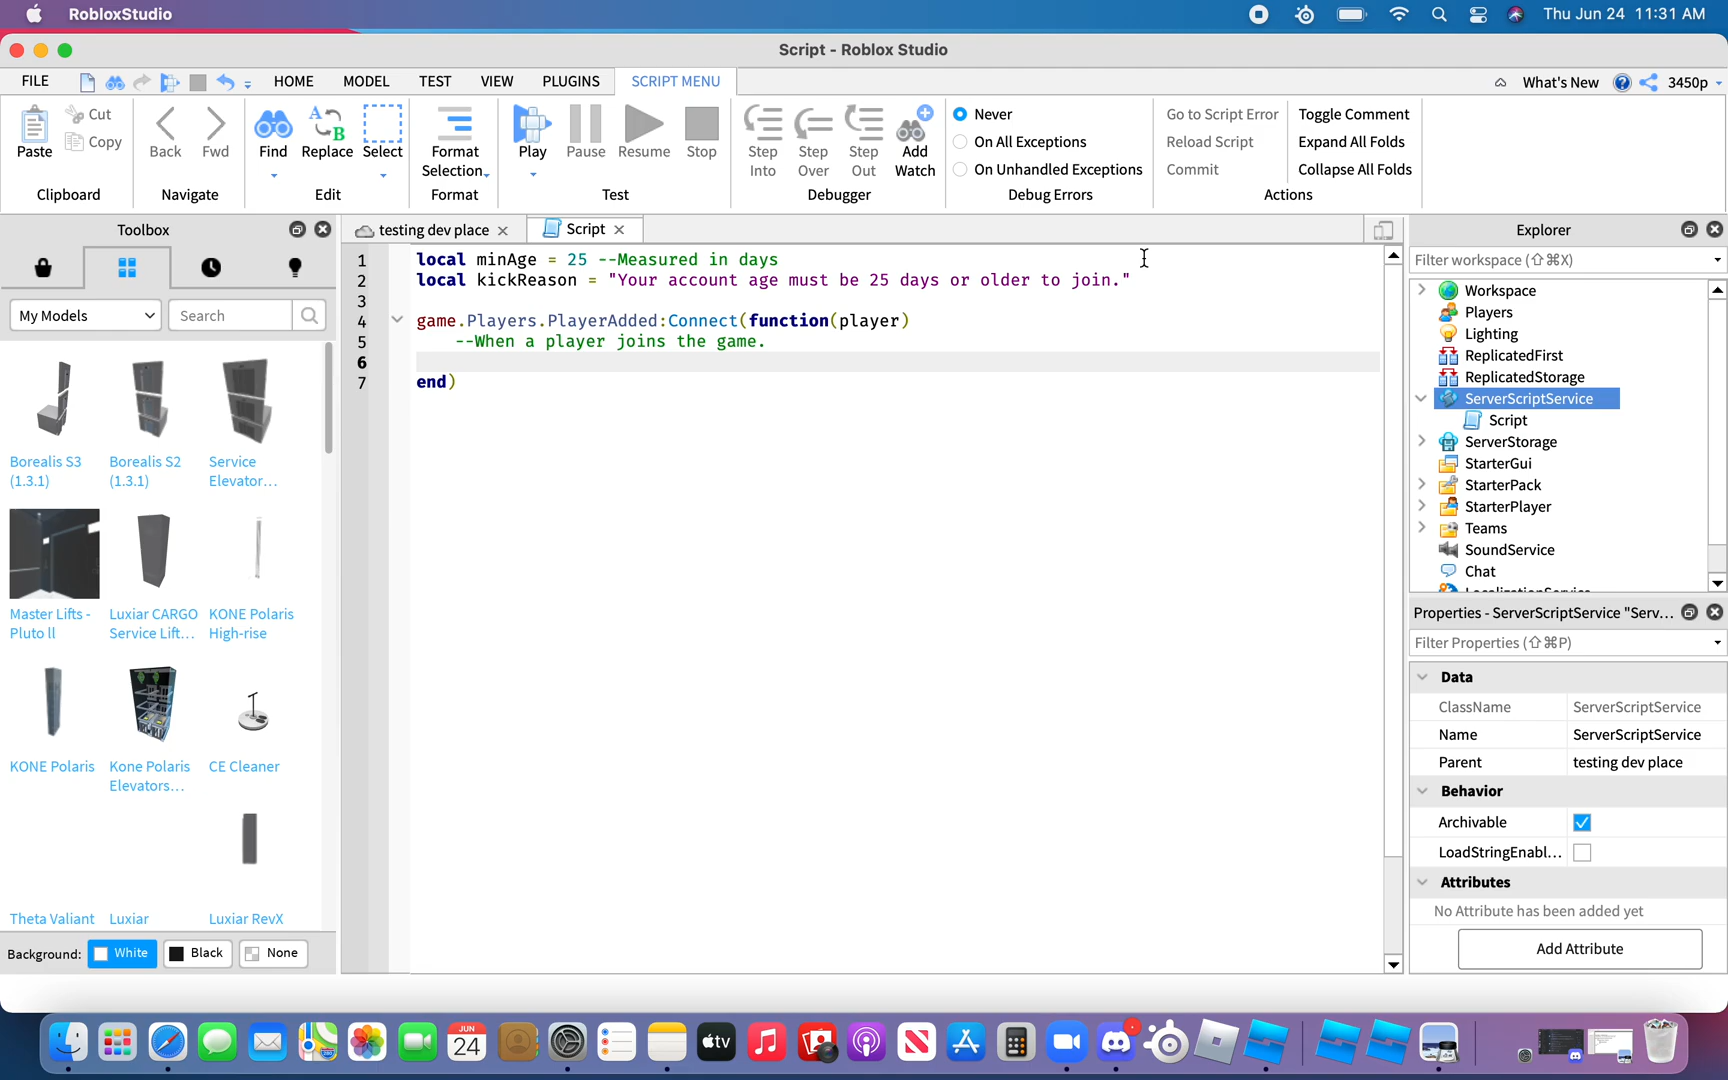 RobloxStudio
Thu Jun 24 11:31 AM
Script - Roblox Studio
FILE
HOME
MODEL
TEST
VIEW
PLUGINS
SCRIPT MENU
What's New
3450p
Paste
Cut
Copy
Clipboard
Back
Fwd
Navigate
Find
Replace
Select
Edit
Format
Selection
Format
Play
Pause
Resume
Stop
Test
Step
Into
Step
Over
Step
Out
Add
Watch
Debugger
Never
On All Exceptions
On Unhandled Exceptions
Debug Errors
Go to Script Error
Reload Script
Commit
Toggle Comment
Expand All Folds
Collapse All Folds
Actions
Toolbox
My Models
Search
Borealis S3
(1.3.1)
Borealis S2
(1.3.1)
Service
Elevator...
Master Lifts -
Pluto ll
Luxiar CARGO
Service Lift...
KONE Polaris
High-rise
KONE Polaris
Kone Polaris
Elevators...
CE Cleaner
Theta Valiant
Luxiar
Luxiar RevX
Background:
White
Black
None
testing dev place
Script
1 local minAge = 25 --Measured in days
2 local kickReason = "Your account age must be 25 days or older to join."
3
4 game.Players.PlayerAdded:Connect(function(player)
5 --When a player joins the game.
6
7 end)
Explorer
Filter workspace (⇧⌘X)
Workspace
Players
Lighting
ReplicatedFirst
ReplicatedStorage
ServerScriptService
Script
ServerStorage
StarterGui
StarterPack
StarterPlayer
Teams
SoundService
Chat
Properties - ServerScriptService "Serv...
Filter Properties (⇧⌘P)
Data
ClassName ServerScriptService
Name ServerScriptService
Parent testing dev place
Behavior
Archivable
LoadStringEnabl...
Attributes
No Attribute has been added yet
Add Attribute
JUN
24
tv